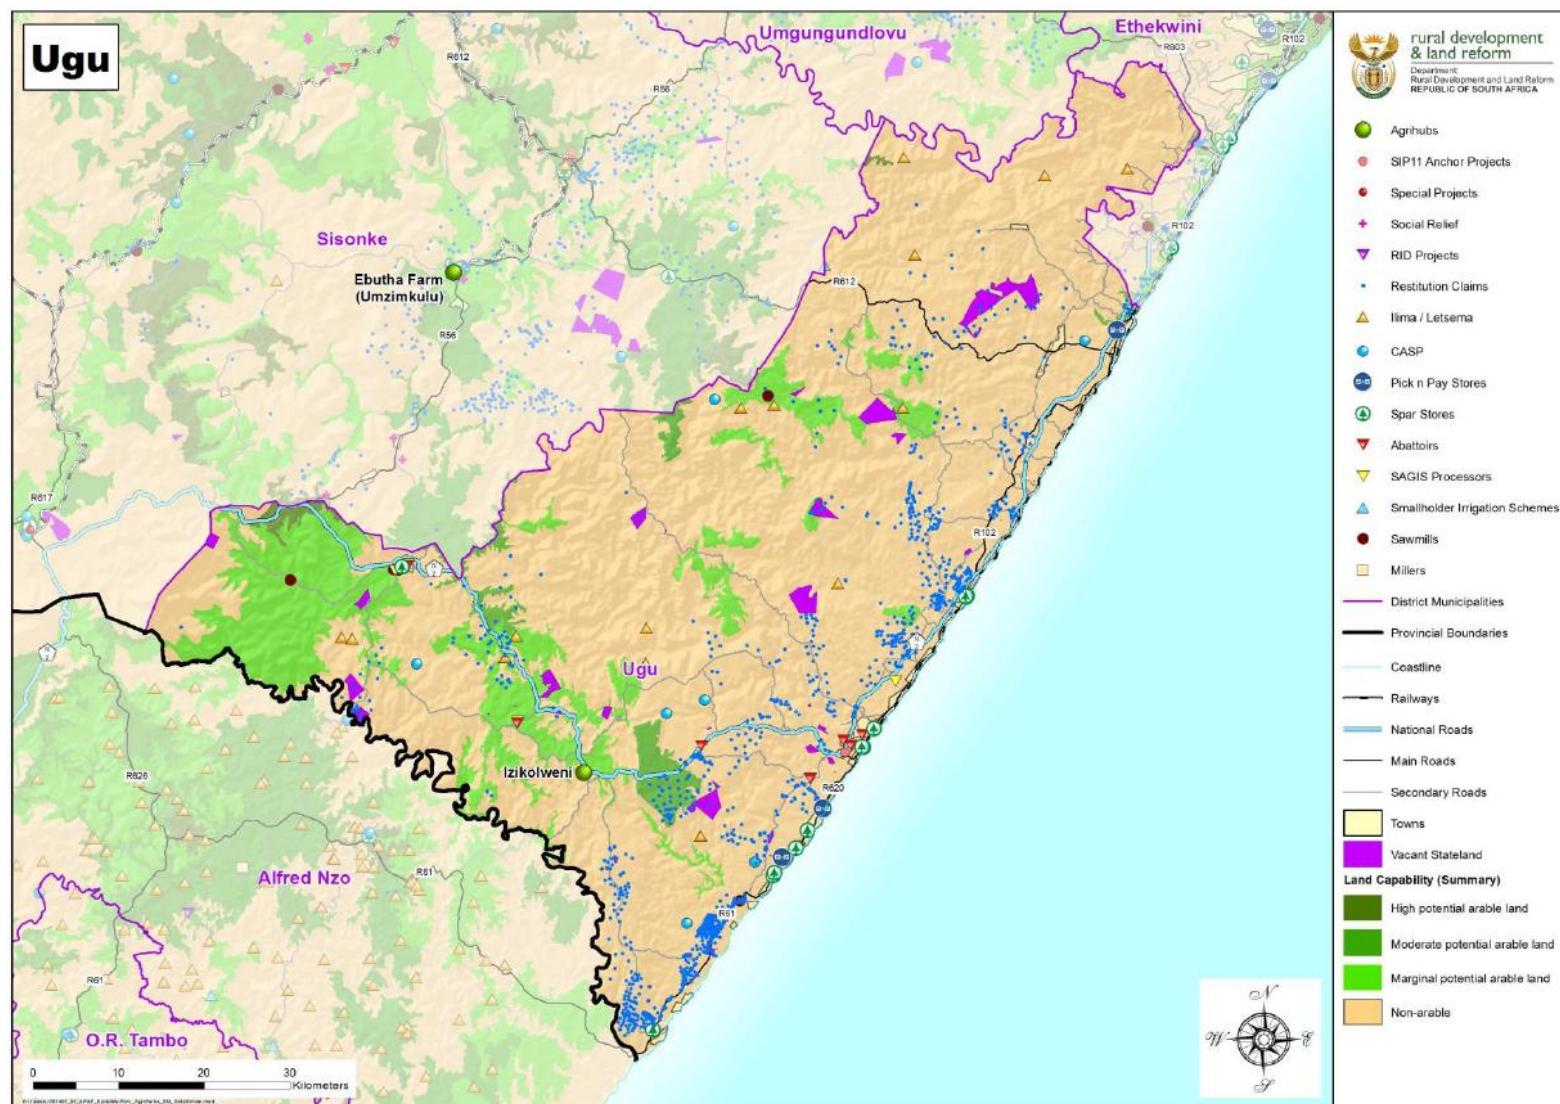 Ugu
Umgungundlovu
Ethekwini
R603
R102
R612
R56
Sisonke
Ebutha Farm
(Umzimkulu)
R56
R612
R102
R617
N
2
R102
N
2
Ugu
N
2
Izikolweni
R620
R626
Alfred Nzo
R61
R61
R61
O.R. Tambo
0 10 20 30
Kilometers
N
W E
S
rural development
& land reform
Department:
Rural Development and Land Reform
REPUBLIC OF SOUTH AFRICA
Agrihubs
SIP11 Anchor Projects
Special Projects
Social Relief
RID Projects
Restitution Claims
Ilima / Letsema
CASP
Pick n Pay Stores
Spar Stores
Abattoirs
SAGIS Processors
Smallholder Irrigation Schemes
Sawmills
Millers
District Municipalities
Provincial Boundaries
Coastline
Railways
National Roads
Main Roads
Secondary Roads
Towns
Vacant Stateland
Land Capability (Summary)
High potential arable land
Moderate potential arable land
Marginal potential arable land
Non-arable